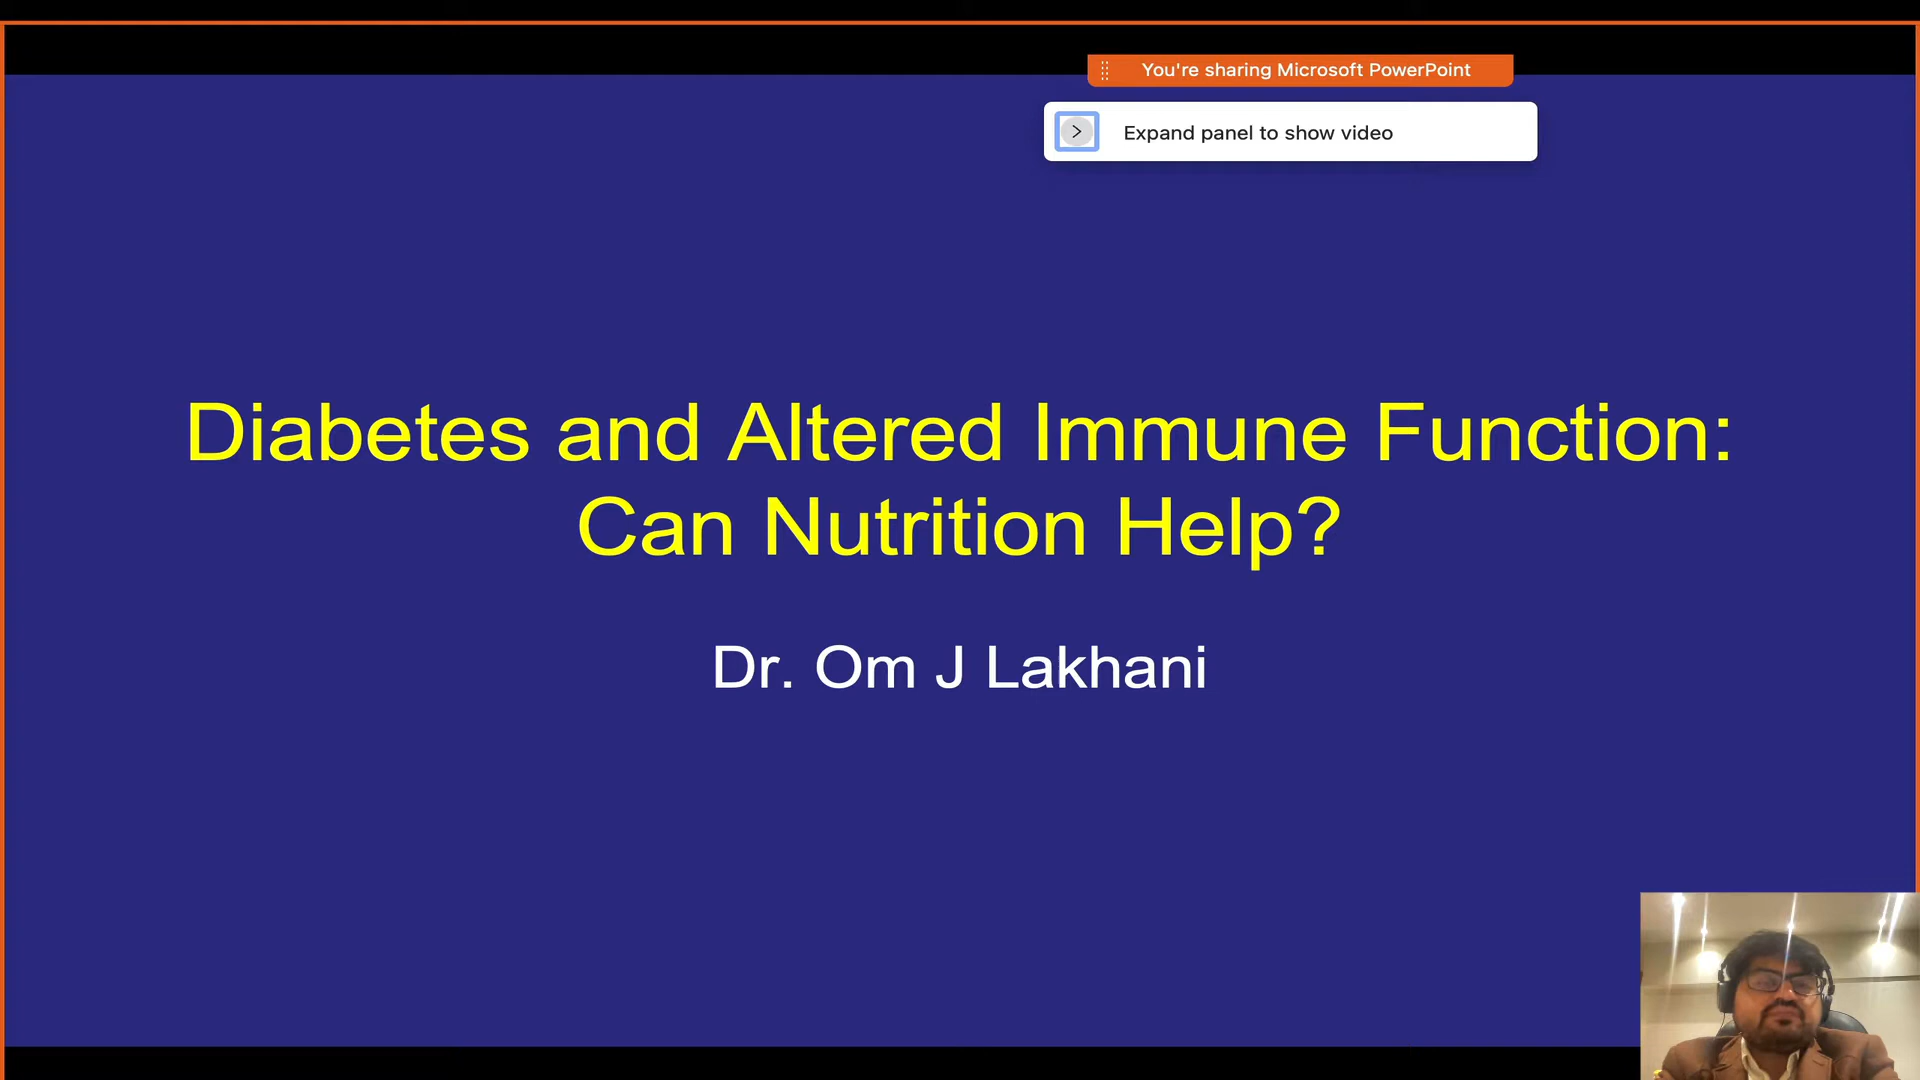 You're sharing Microsoft PowerPoint
Expand panel to show video
Diabetes and Altered Immune Function:
Can Nutrition Help?
Dr. Om J Lakhani